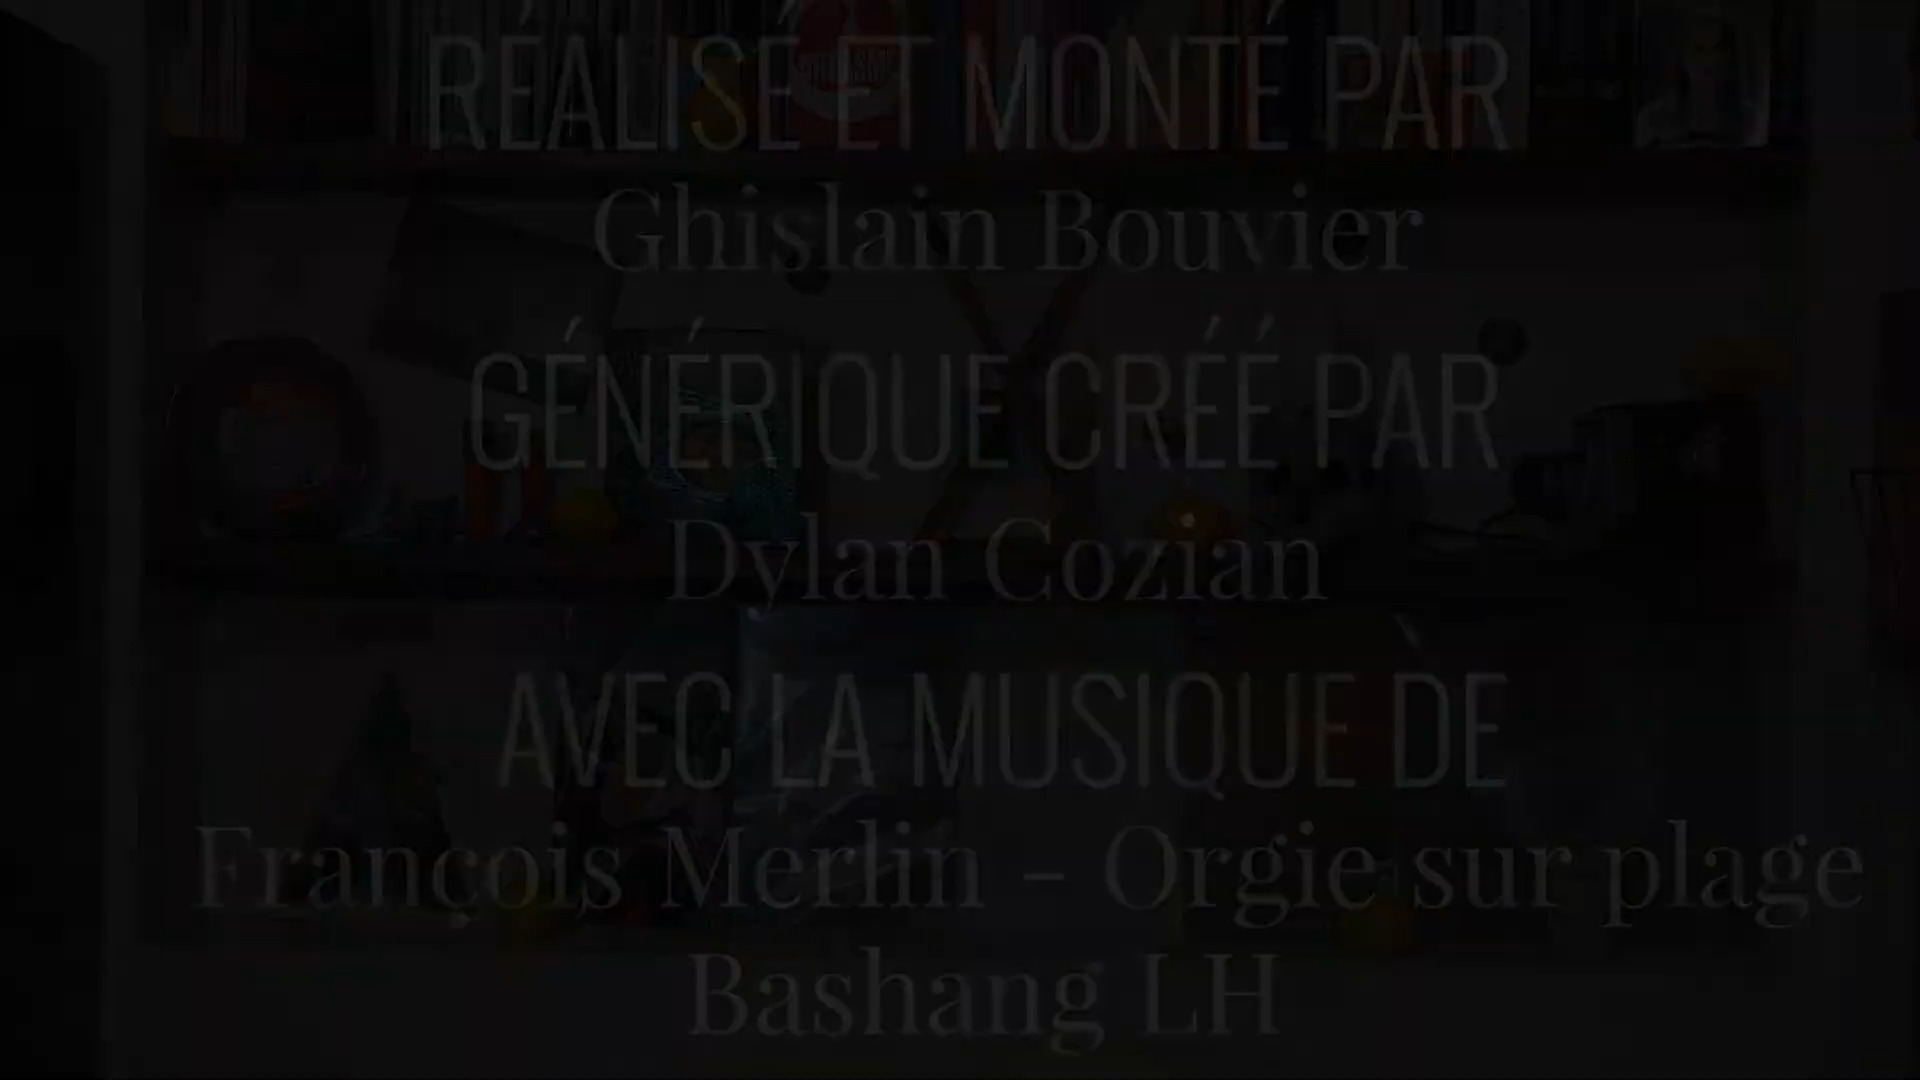 RÉALISÉ ET MONTÉ PAR
Ghislain Bouvier
GÉNÉRIQUE CRÉÉ PAR
Dylan Cozian
AVEC LA MUSIQUE DE
François Merlin - Orgie sur plage
Bashang LH